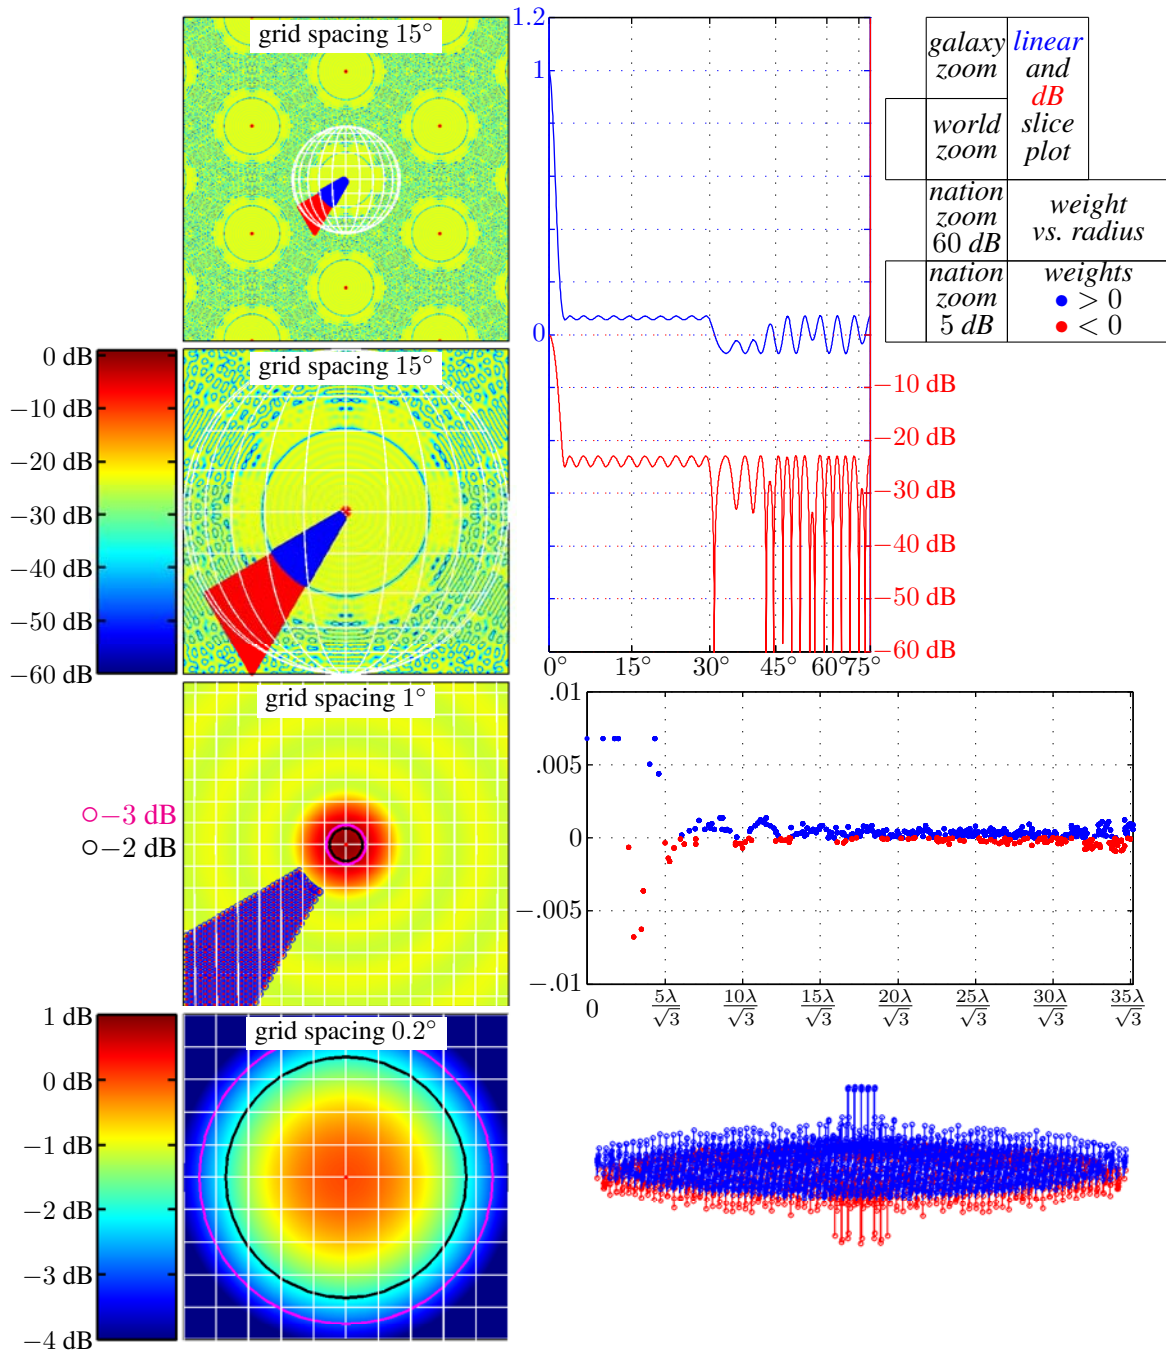 grid spacing 15°
1.2
1
0
−10 dB
−20 dB
−30 dB
−40 dB
−50 dB
−60 dB
0° 15° 30° 45° 60° 75°
galaxy zoom
linear and dB slice plot
world zoom
nation zoom 60 dB
weight vs. radius
nation zoom 5 dB
weights
> 0
< 0
grid spacing 15°
0 dB
−10 dB
−20 dB
−30 dB
−40 dB
−50 dB
−60 dB
grid spacing 1°
−3 dB
−2 dB
.01
.005
0
−.005
−.01
0 5λ/√3 10λ/√3 15λ/√3 20λ/√3 25λ/√3 30λ/√3 35λ/√3
grid spacing 0.2°
1 dB
0 dB
−1 dB
−2 dB
−3 dB
−4 dB